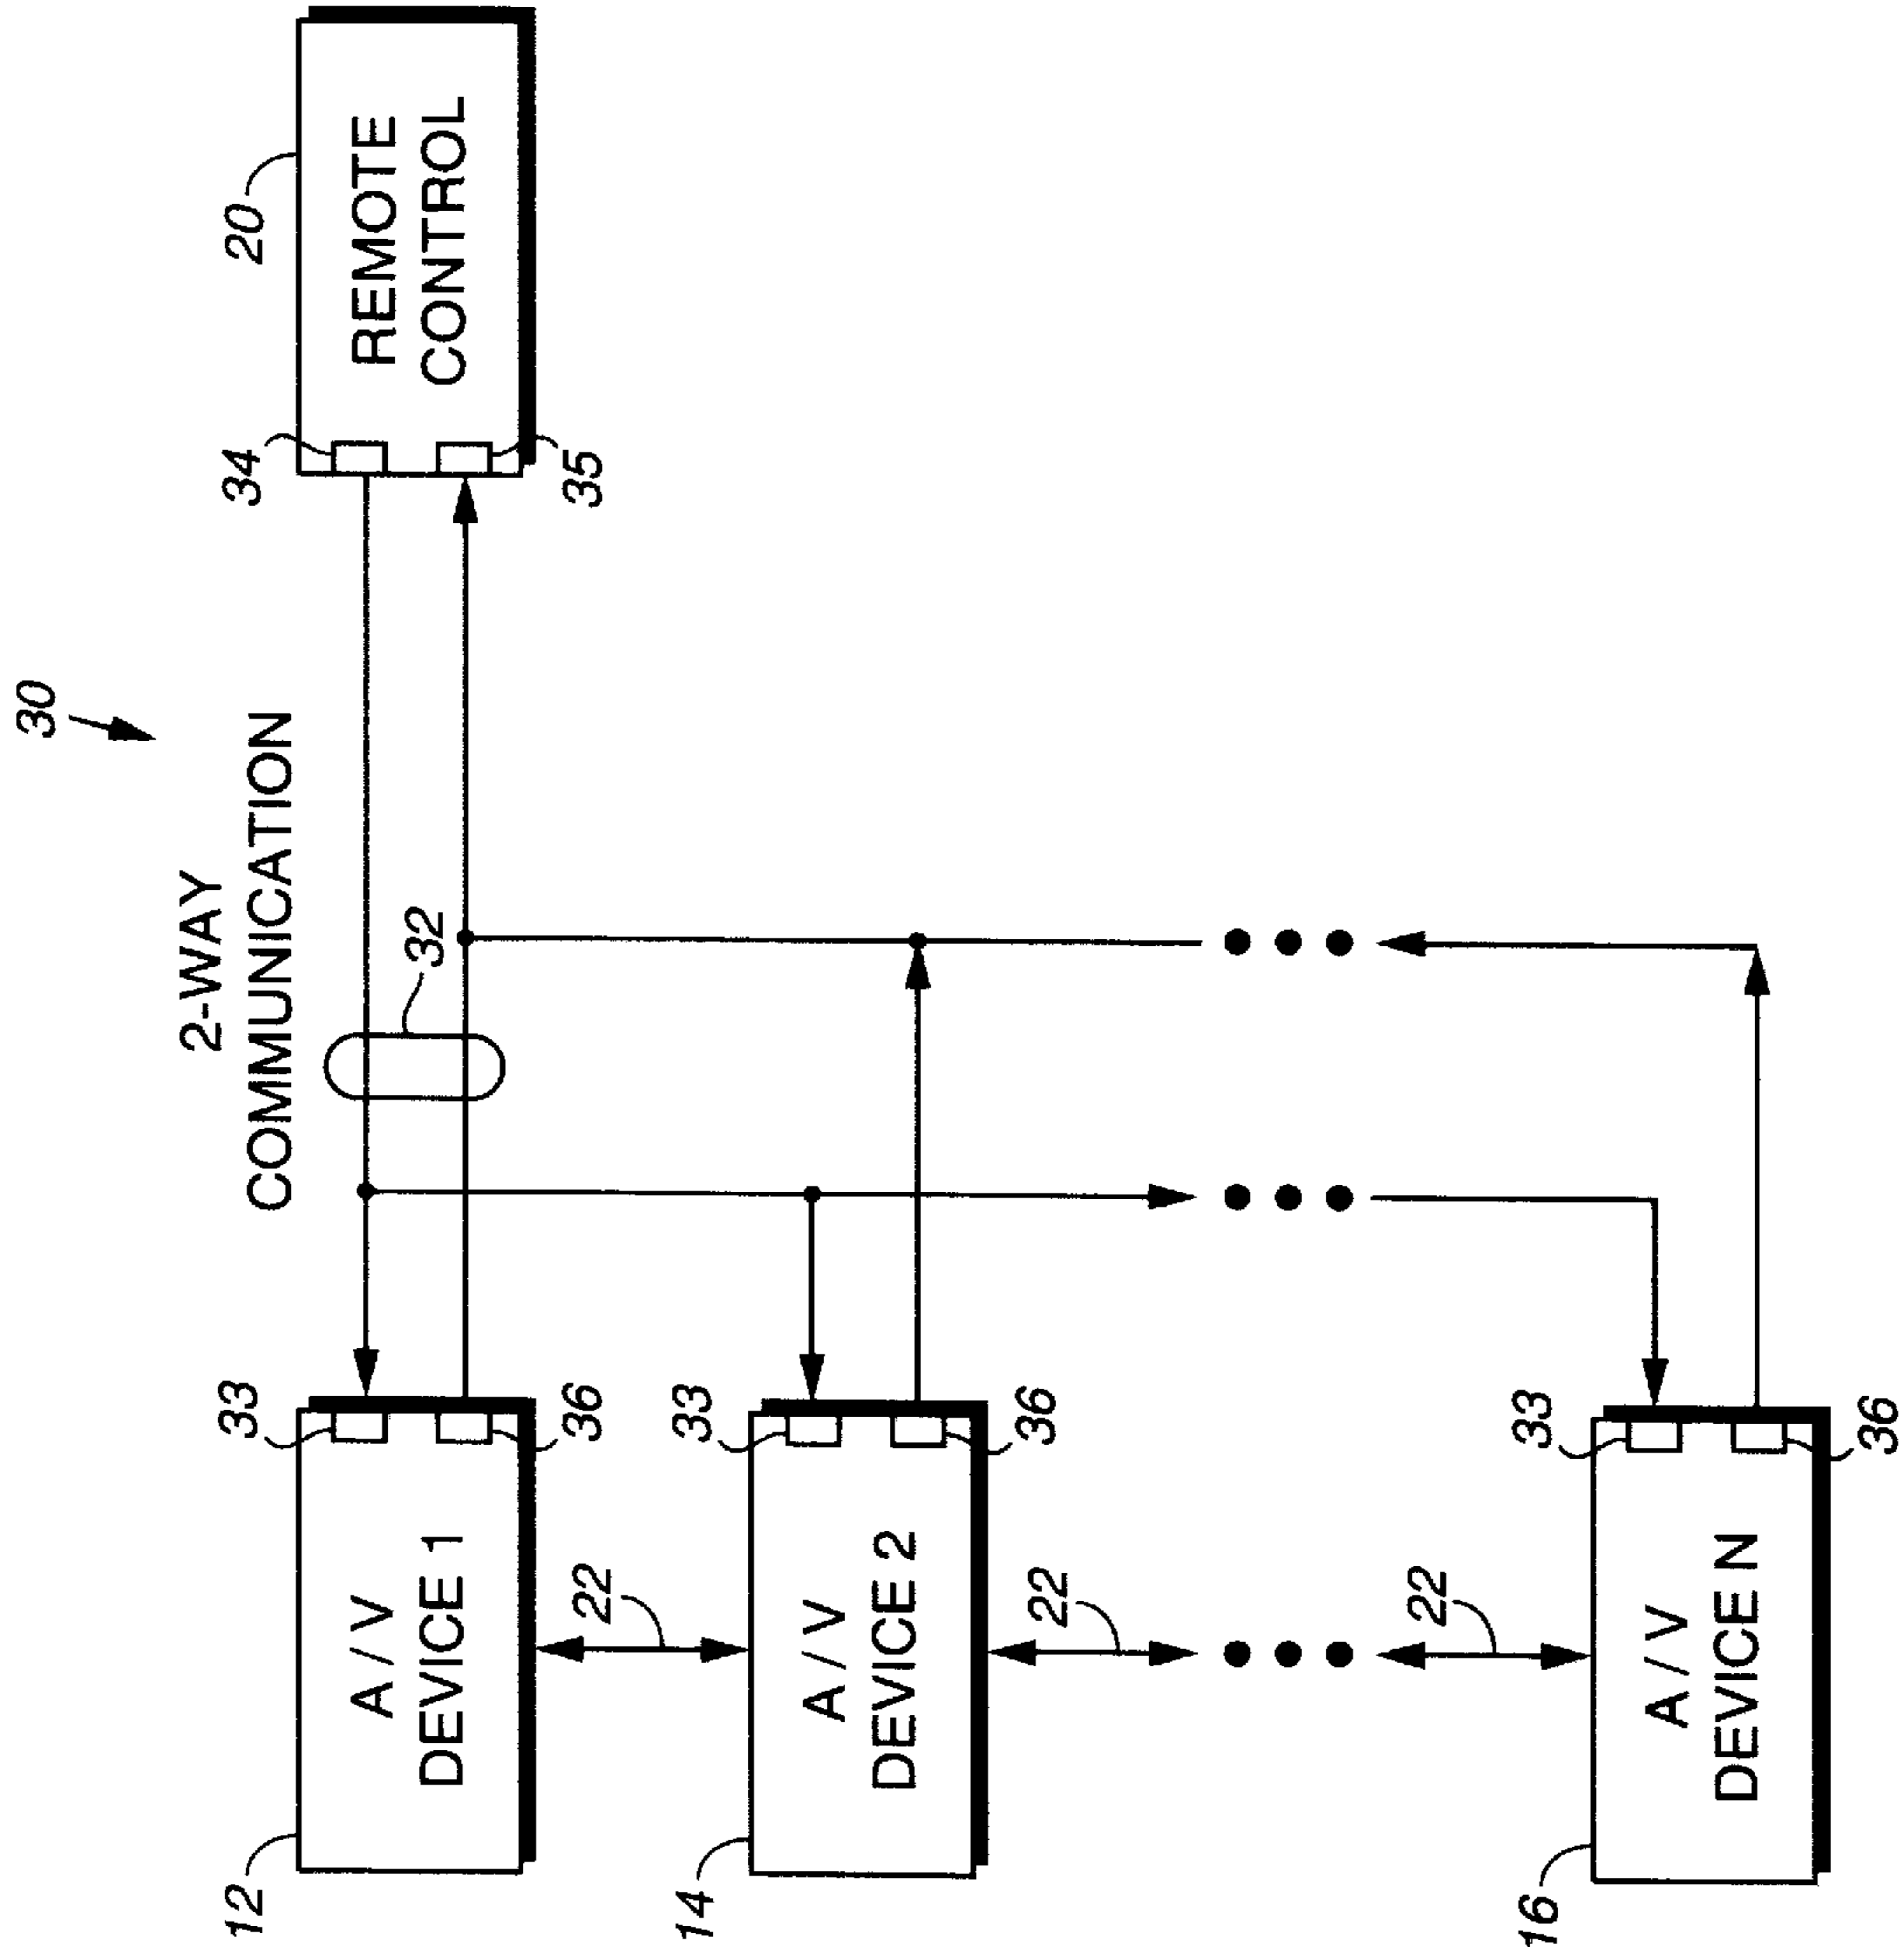 30
2-WAY
COMMUNICATION
12
A/V
DEVICE 1
33
36
32
34
35
20
REMOTE
CONTROL
22
14
A/V
DEVICE 2
33
36
22
22
16
A/V
DEVICE N
33
36